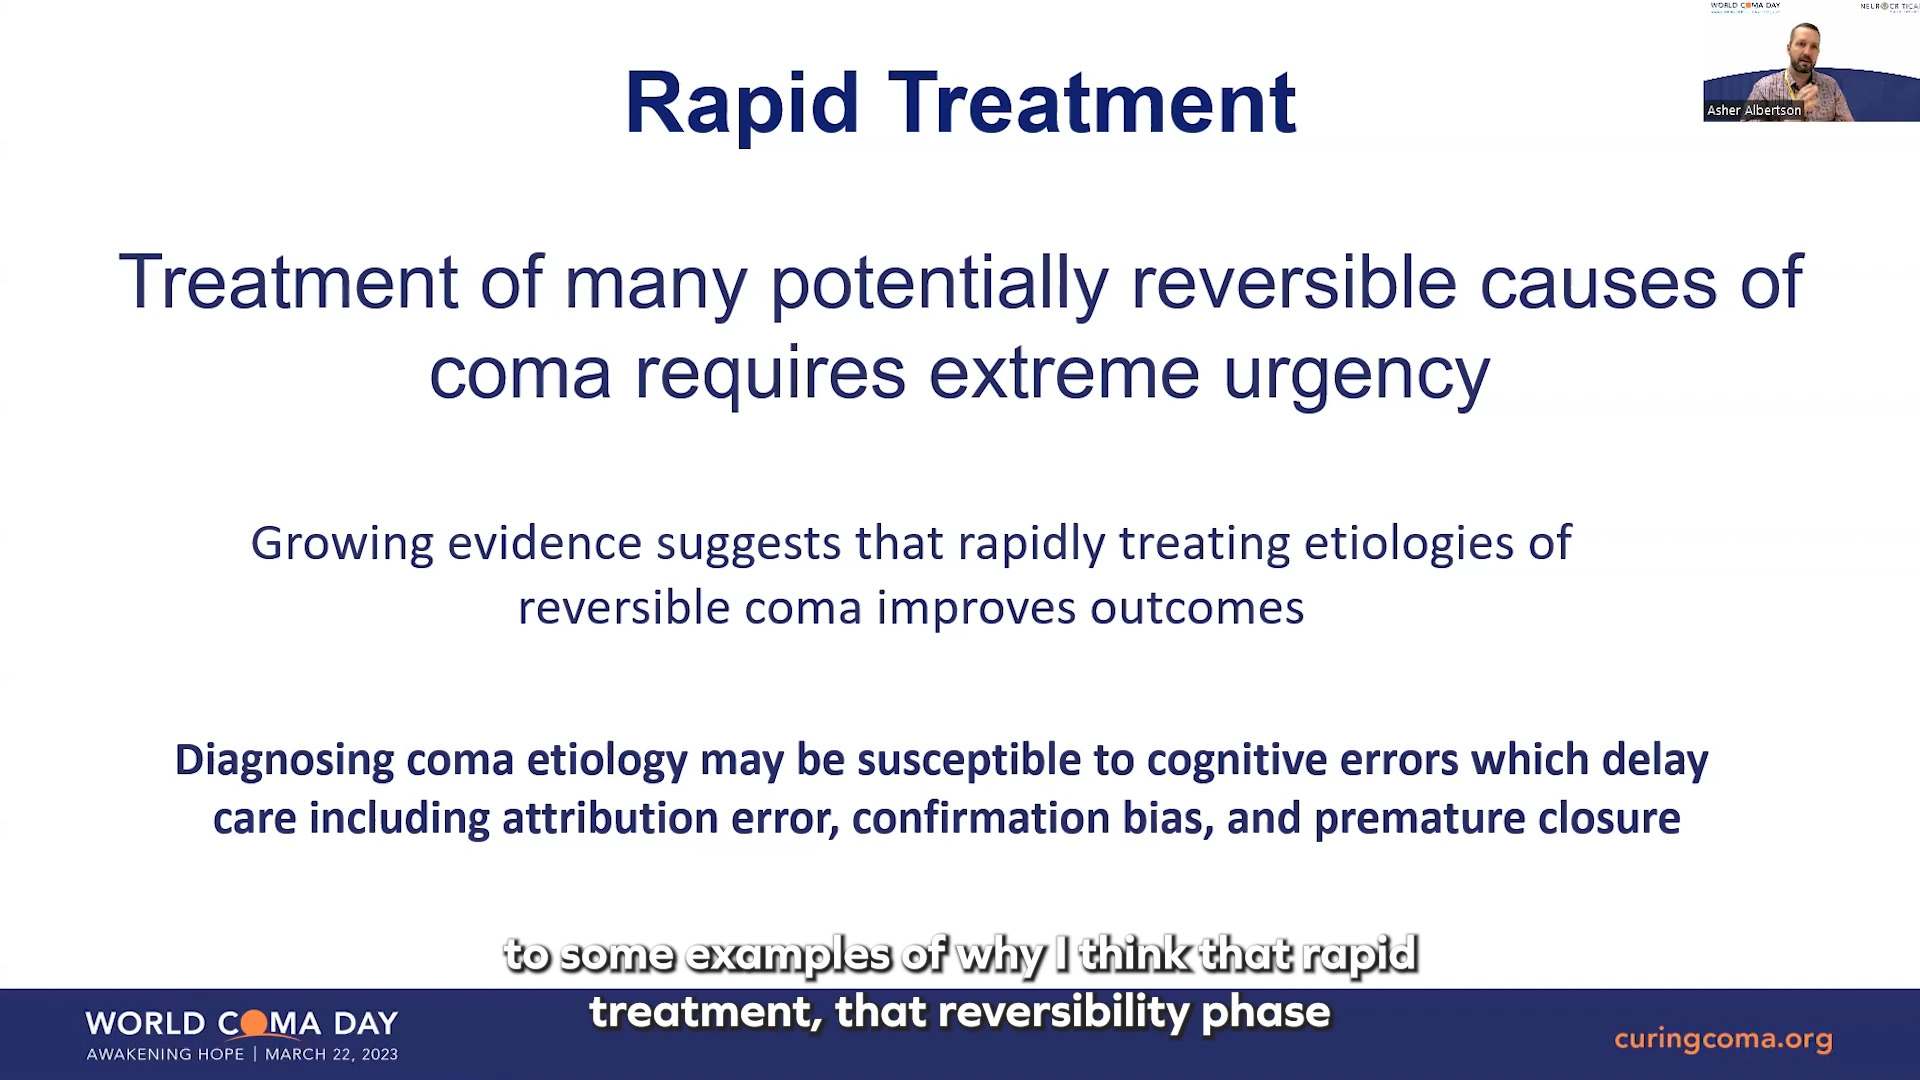 WORLD COMA DAY
Asher Albertson
Rapid Treatment
Treatment of many potentially reversible causes of
coma requires extreme urgency
Growing evidence suggests that rapidly treating etiologies of
reversible coma improves outcomes
Diagnosing coma etiology may be susceptible to cognitive errors which delay
care including attribution error, confirmation bias, and premature closure
to some examples of why I think that rapid
treatment, that reversibility phase
WORLD COMA DAY
AWAKENING HOPE | MARCH 22, 2023
curingcoma.org